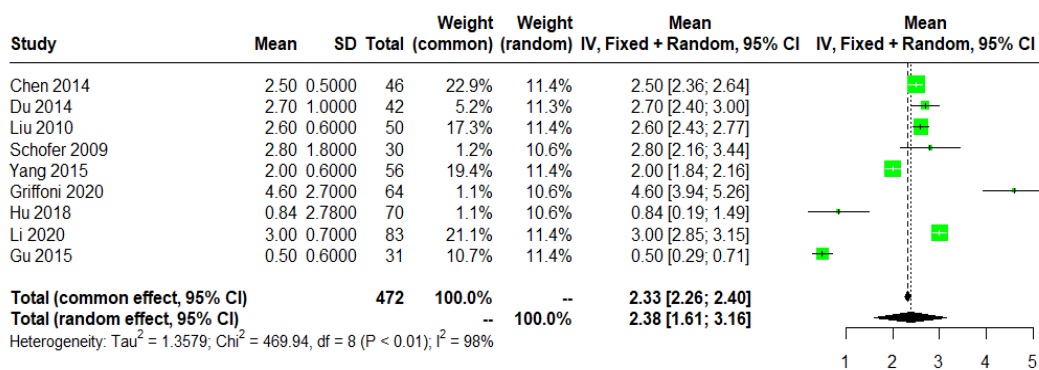 Weight Weight Mean Mean
Study Mean SD Total (common) (random) IV, Fixed + Random, 95% CI IV, Fixed + Random, 95% CI
Chen 2014 2.50 0.5000 46 22.9% 11.4% 2.50 [2.36; 2.64]
Du 2014 2.70 1.0000 42 5.2% 11.3% 2.70 [2.40; 3.00]
Liu 2010 2.60 0.6000 50 17.3% 11.4% 2.60 [2.43; 2.77]
Schofer 2009 2.80 1.8000 30 1.2% 10.6% 2.80 [2.16; 3.44]
Yang 2015 2.00 0.6000 56 19.4% 11.4% 2.00 [1.84; 2.16]
Griffoni 2020 4.60 2.7000 64 1.1% 10.6% 4.60 [3.94; 5.26]
Hu 2018 0.84 2.7800 70 1.1% 10.6% 0.84 [0.19; 1.49]
Li 2020 3.00 0.7000 83 21.1% 11.4% 3.00 [2.85; 3.15]
Gu 2015 0.50 0.6000 31 10.7% 11.4% 0.50 [0.29; 0.71]
Total (common effect, 95% CI) 472 100.0% -- 2.33 [2.26; 2.40]
Total (random effect, 95% CI) -- 100.0% 2.38 [1.61; 3.16]
Heterogeneity: Tau² = 1.3579; Chi² = 469.94, df = 8 (P < 0.01); I² = 98%
1 2 3 4 5